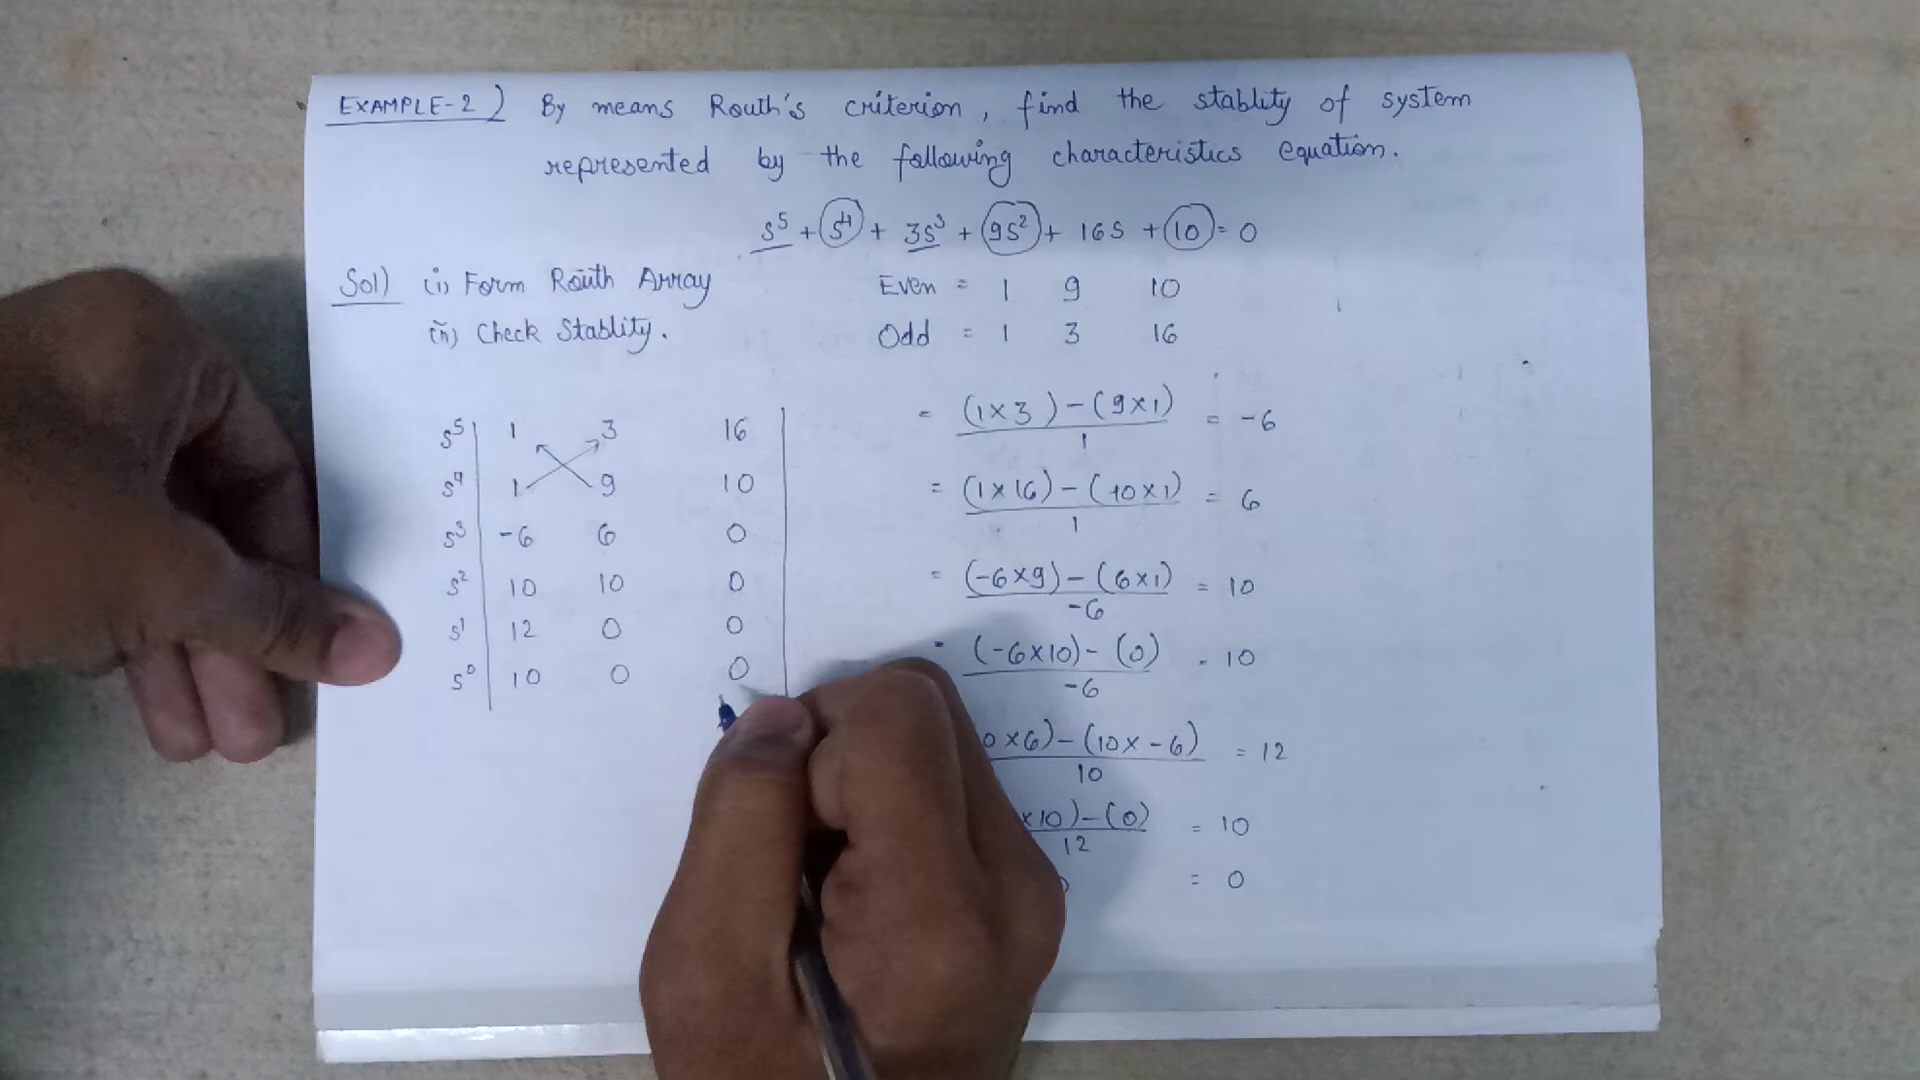 EXAMPLE-2) By means Routh's criterion, find the stablity of system
represented by the following characteristics equation.
s⁵ + s⁴ + 3s³ + 9s² + 16s + 10 = 0
Sol) (i) Form Routh Array
(ii) Check Stablity.
Even = 1 9 10
Odd = 1 3 16
s⁵ 1 3 16
s⁴ 1 9 10
s³ -6 6 0
s² 10 10 0
s¹ 12 0 0
s⁰ 10 0 0
= (1×3) - (9×1) / 1 = -6
= (1×16) - (10×1) / 1 = 6
= (-6×9) - (6×1) / -6 = 10
= (-6×10) - (0) / -6 = 10
0×6) - (10×-6) / 10 = 12
×10) - (0) / 12 = 10
= 0